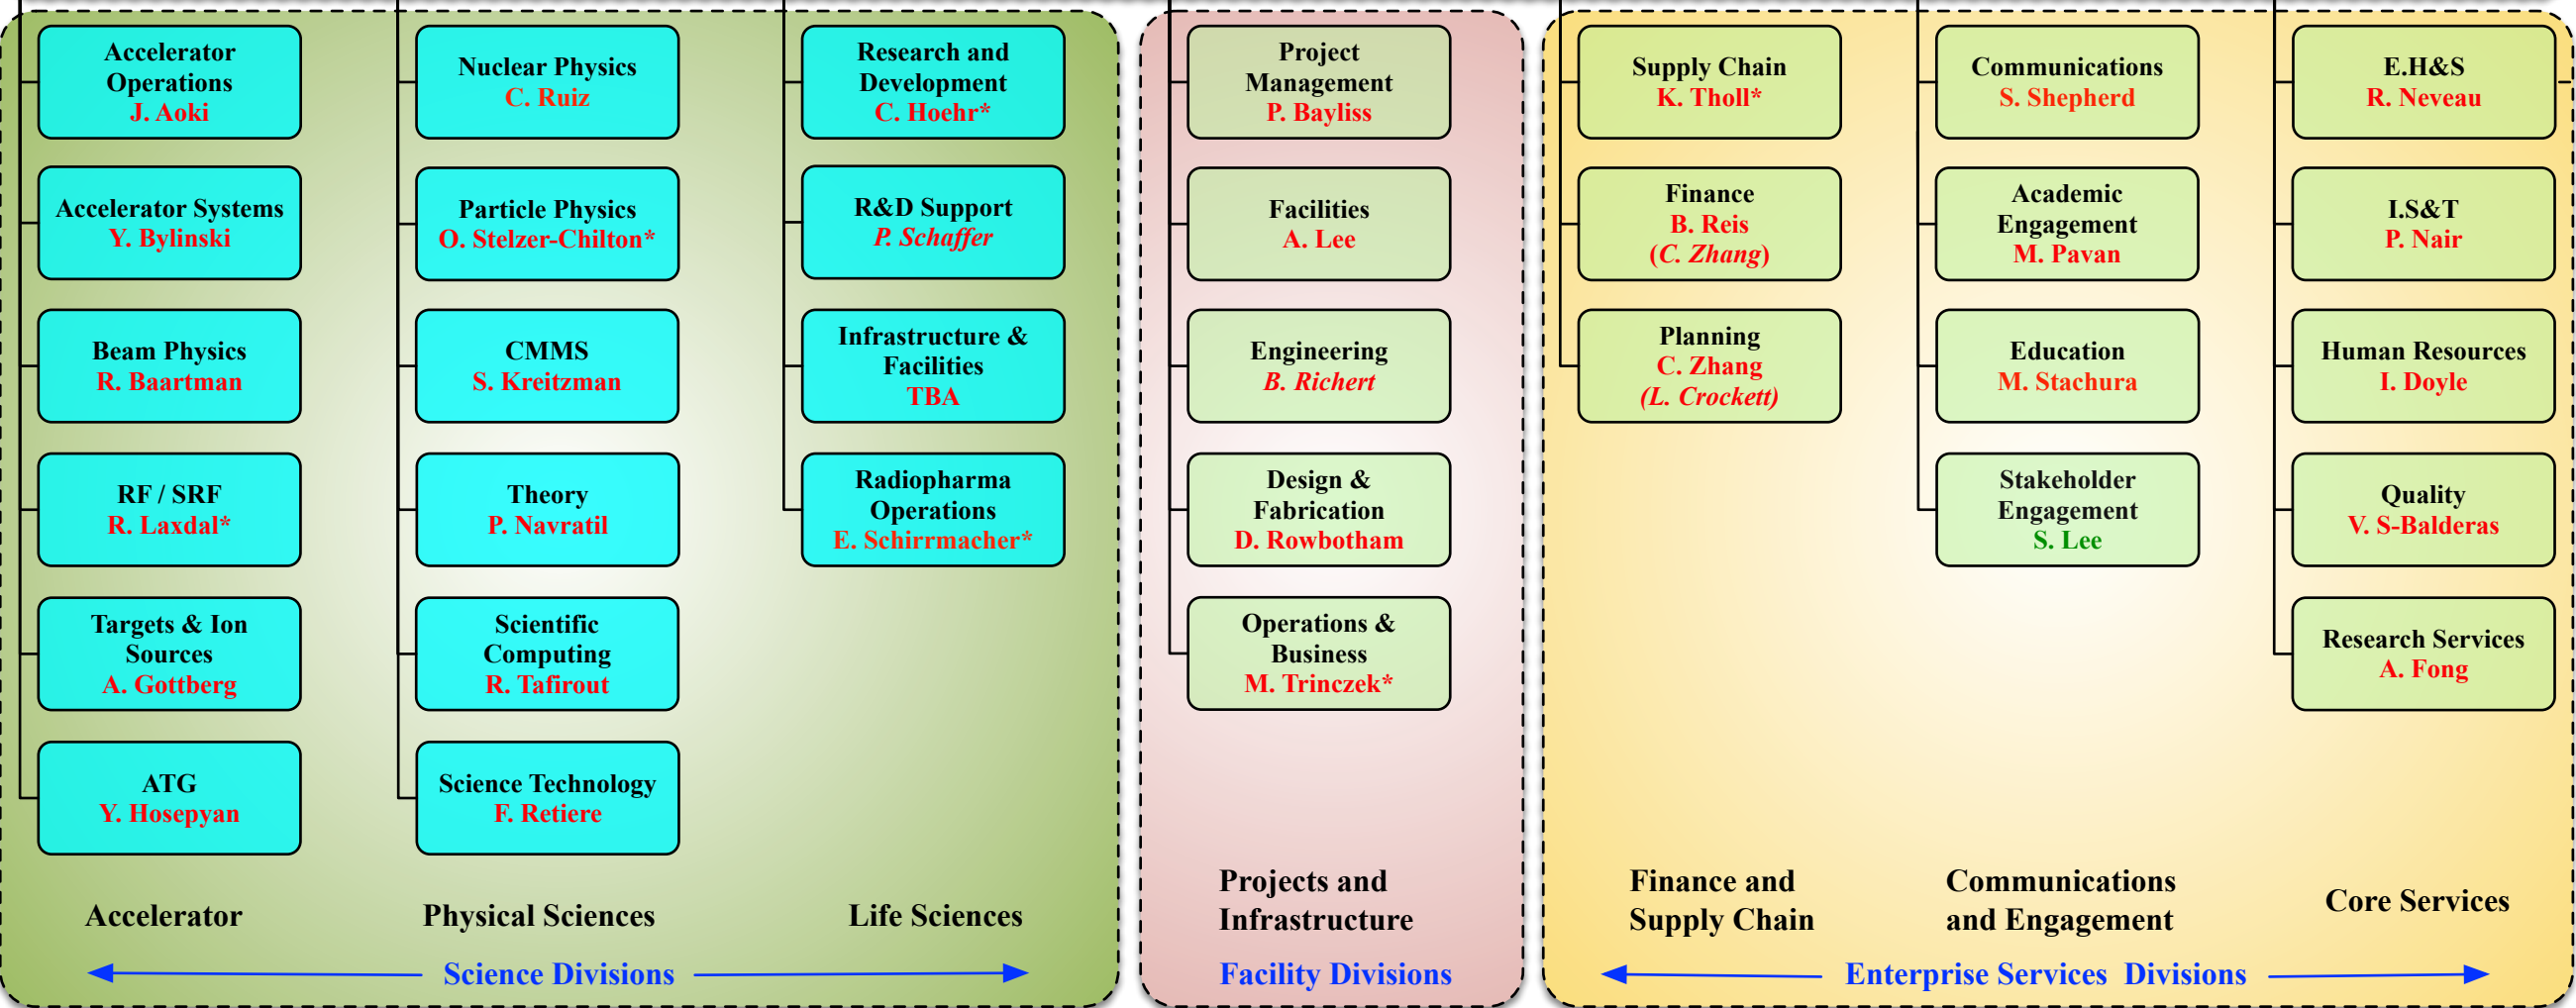 Accelerator
Operations
J. Aoki
Accelerator Systems
Y. Bylinski
Beam Physics
R. Baartman
RF / SRF
R. Laxdal*
Targets & Ion
Sources
A. Gottberg
ATG
Y. Hosepyan
Accelerator
Nuclear Physics
C. Ruiz
Particle Physics
O. Stelzer-Chilton*
CMMS
S. Kreitzman
Theory
P. Navratil
Scientific
Computing
R. Tafirout
Science Technology
F. Retiere
Physical Sciences
Research and
Development
C. Hoehr*
R&D Support
P. Schaffer
Infrastructure &
Facilities
TBA
Radiopharma
Operations
E. Schirrmacher*
Life Sciences
Science Divisions
Project
Management
P. Bayliss
Facilities
A. Lee
Engineering
B. Richert
Design &
Fabrication
D. Rowbotham
Operations &
Business
M. Trinczek*
Projects and
Infrastructure
Facility Divisions
Supply Chain
K. Tholl*
Finance
B. Reis
(C. Zhang)
Planning
C. Zhang
(L. Crockett)
Finance and
Supply Chain
Communications
S. Shepherd
Academic
Engagement
M. Pavan
Education
M. Stachura
Stakeholder
Engagement
S. Lee
Communications
and Engagement
E.H&S
R. Neveau
I.S&T
P. Nair
Human Resources
I. Doyle
Quality
V. S-Balderas
Research Services
A. Fong
Core Services
Enterprise Services Divisions